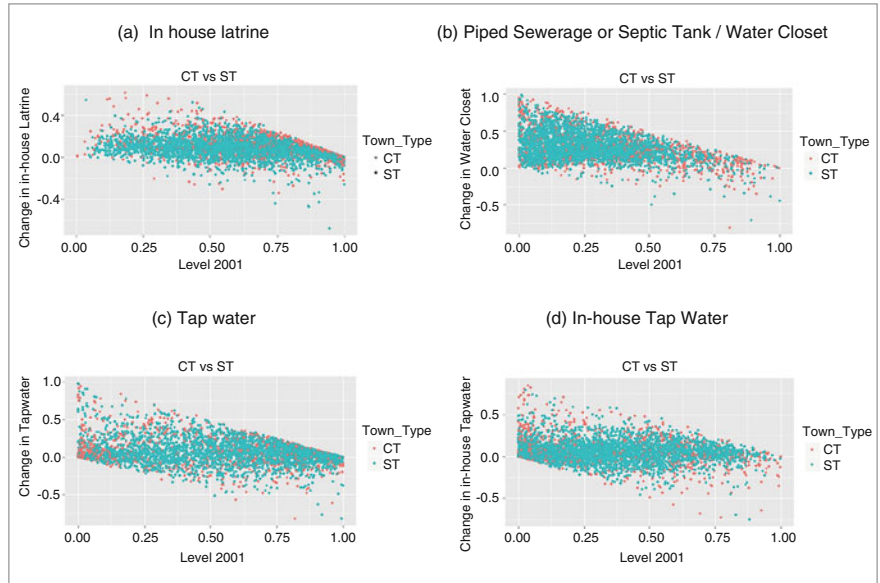 (a) In house latrine
CT vs ST
Change in in-house Latrine
0.4
0.0
-0.4
0.00 0.25 0.50 0.75 1.00
Level 2001
Town_Type
CT
ST
(b) Piped Sewerage or Septic Tank / Water Closet
CT vs ST
Change in Water Closet
1.0
0.5
0.0
-0.5
0.00 0.25 0.50 0.75 1.00
Level 2001
Town_Type
CT
ST
(c) Tap water
CT vs ST
Change in Tapwater
1.0
0.5
0.0
-0.5
0.00 0.25 0.50 0.75 1.00
Level 2001
Town_Type
CT
ST
(d) In-house Tap Water
CT vs ST
Change in in-house Tapwater
0.5
0.0
-0.5
0.00 0.25 0.50 0.75 1.00
Level 2001
Town_Type
CT
ST